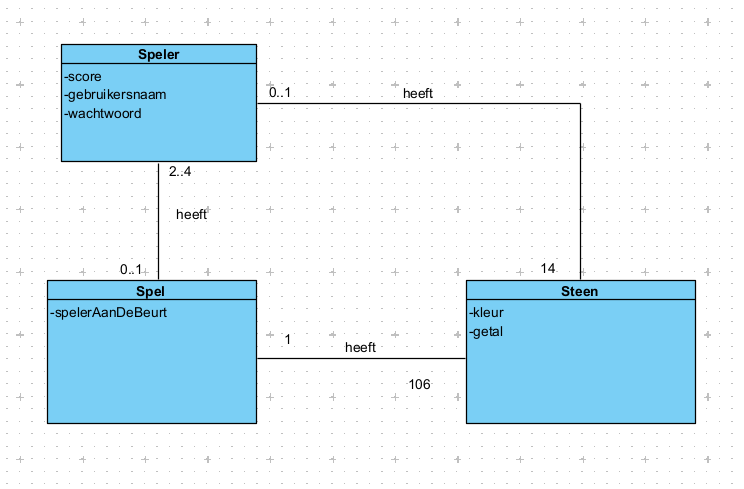 Speler
-score
-gebruikersnaam
-wachtwoord
0..1
heeft
2..4
heeft
0..1
14
Spel
-spelerAanDeBeurt
Steen
-kleur
-getal
1
heeft
106